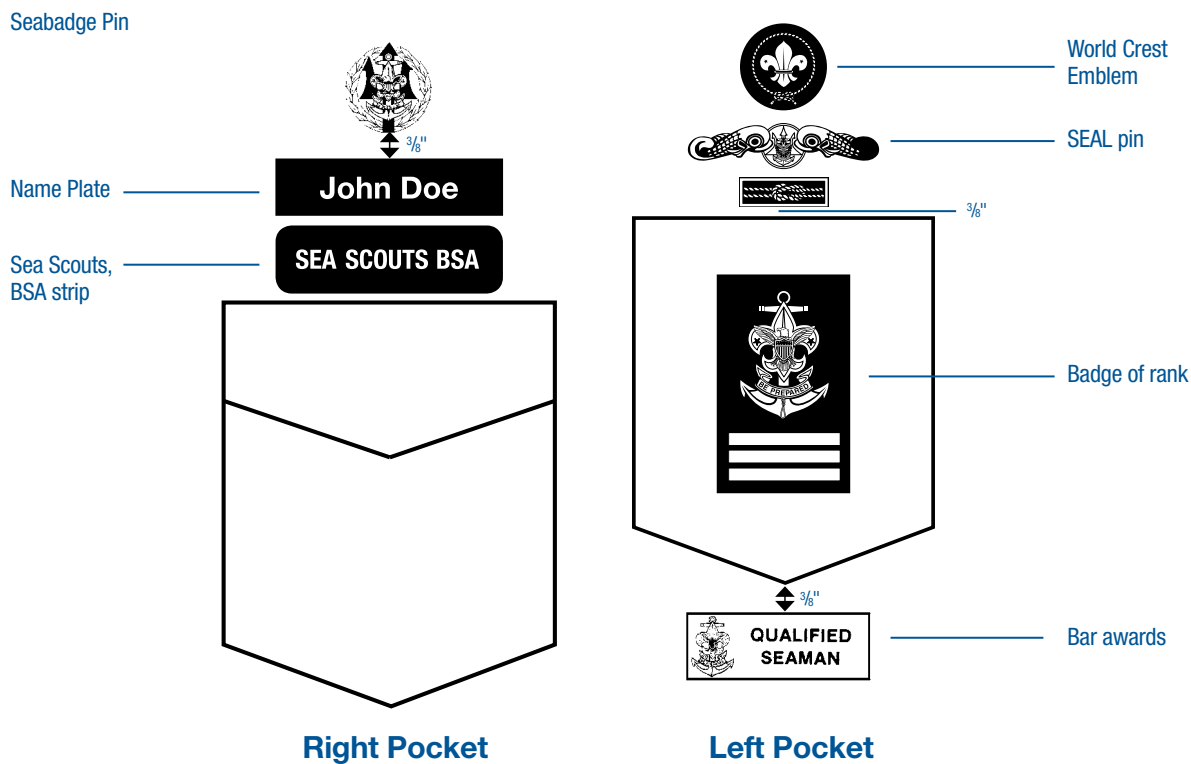 Seabadge Pin
World Crest
Emblem
⅜"
SEAL pin
John Doe
Name Plate
⅜"
SEA SCOUTS BSA
Sea Scouts,
BSA strip
BE PREPARED
Badge of rank
⅜"
QUALIFIED
SEAMAN
Bar awards
Right Pocket
Left Pocket